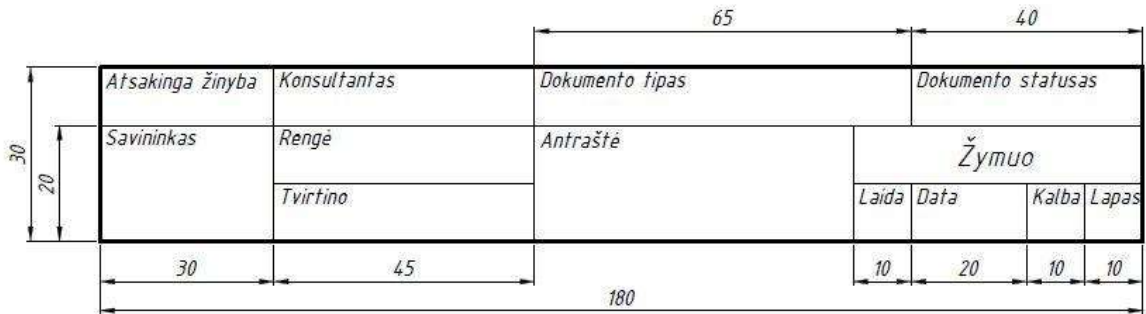 65 40
Atsakinga žinyba Konsultantas Dokumento tipas Dokumento statusas
30 20
Savininkas Rengė Antraštė Žymuo
Tvirtino Laida Data Kalba Lapas
30 45 10 20 10 10
180